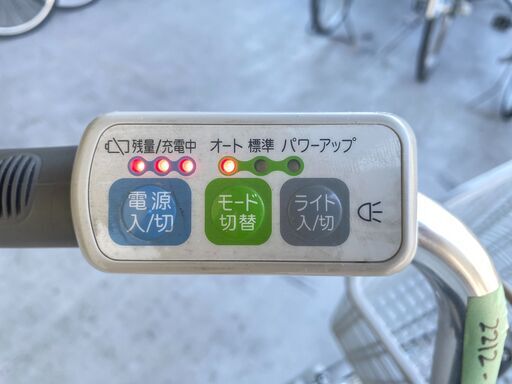 残量/充電中
オート 標準 パワーアップ
電源
入/切
モード
切替
ライト
入/切
2212-